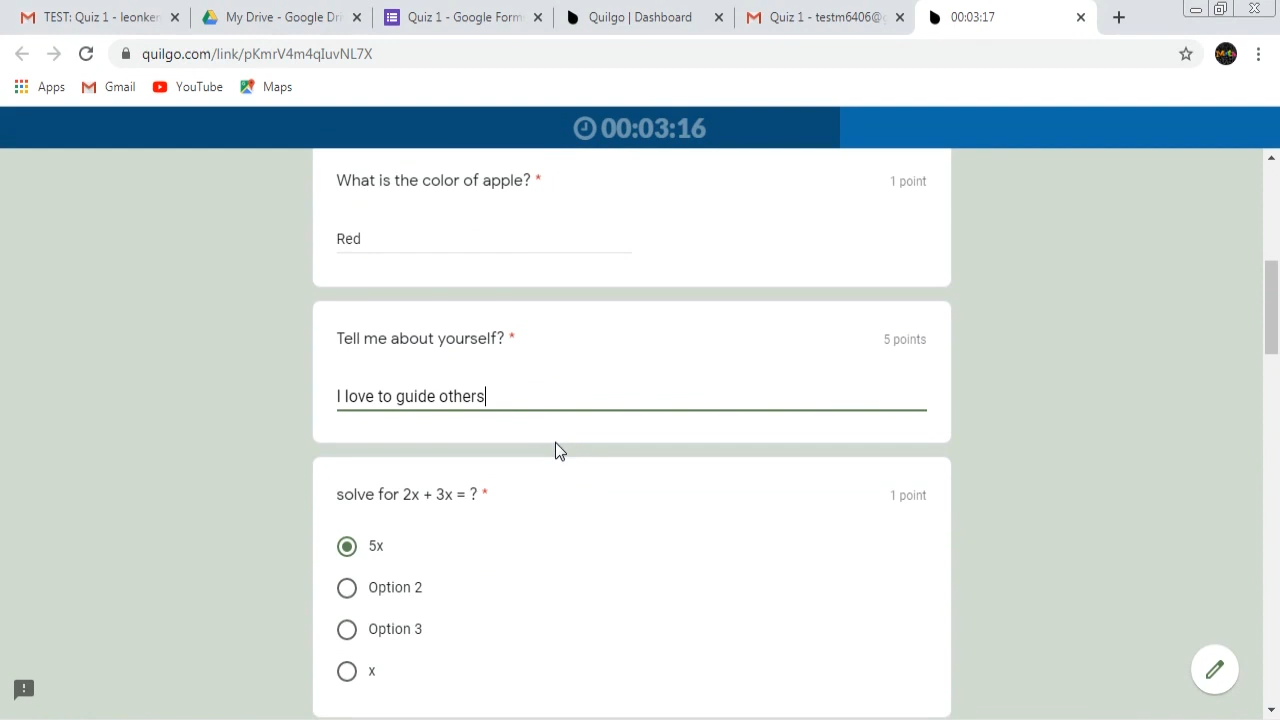 TEST: Quiz 1 - leonker
My Drive - Google Dri
Quiz 1 - Google Form
Quilgo | Dashboard
Quiz 1 - testm6406@g
00:03:17
quilgo.com/link/pKmrV4m4qIuvNL7X
Apps
Gmail
YouTube
Maps
00:03:16
What is the color of apple? *
1 point
Red
Tell me about yourself? *
5 points
I love to guide others
solve for 2x + 3x = ? *
1 point
5x
Option 2
Option 3
x